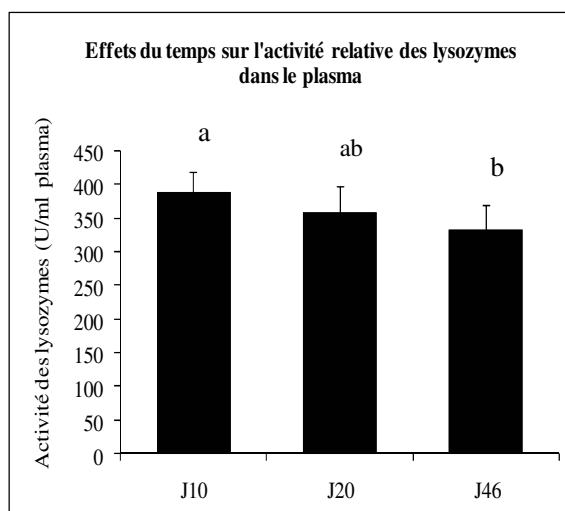 Effets du temps sur l'activité relative des lysozymes
dans le plasma
Activité des lysozymes (U/ml plasma)
450
400
350
300
250
200
150
100
50
0
a
ab
b
J10
J20
J46